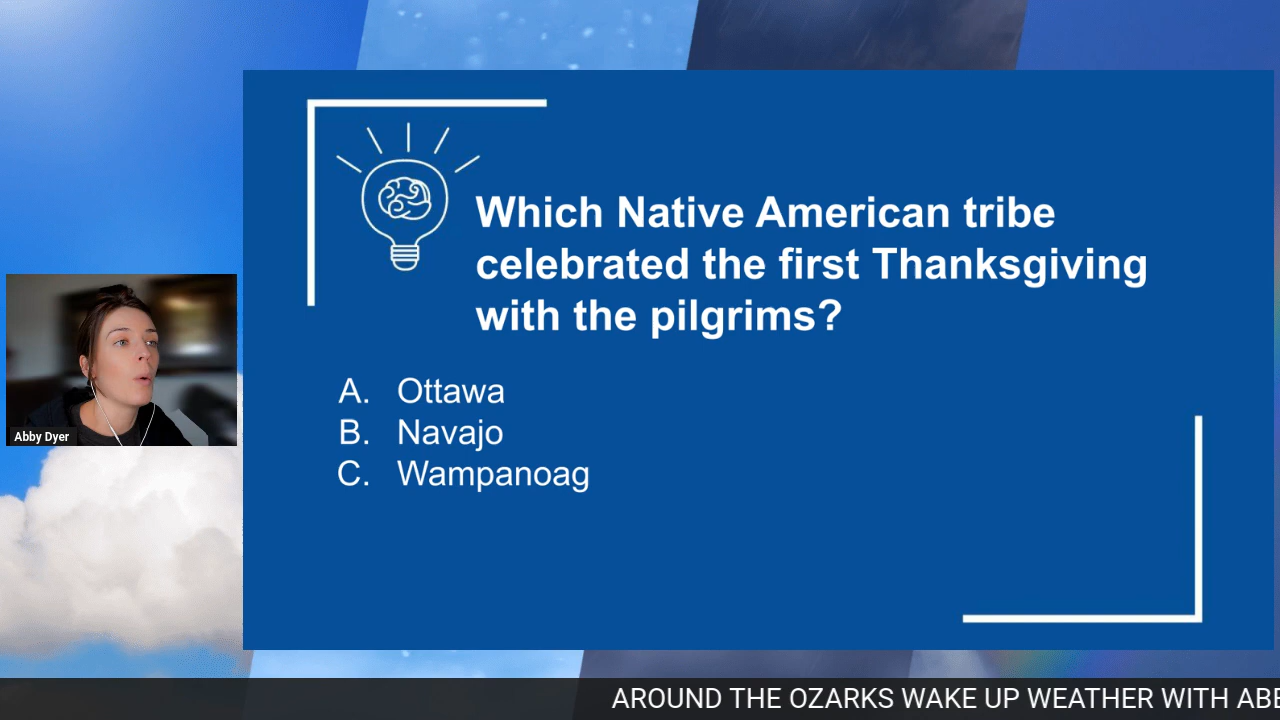 Which Native American tribe
celebrated the first Thanksgiving
with the pilgrims?
A. Ottawa
B. Navajo
C. Wampanoag
Abby Dyer
AROUND THE OZARKS WAKE UP WEATHER WITH ABB